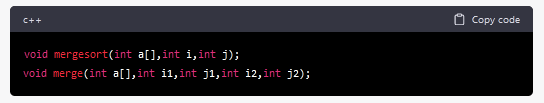 c++ Copy code
void mergesort(int a[],int i,int j);
void merge(int a[],int i1,int j1,int i2,int j2);